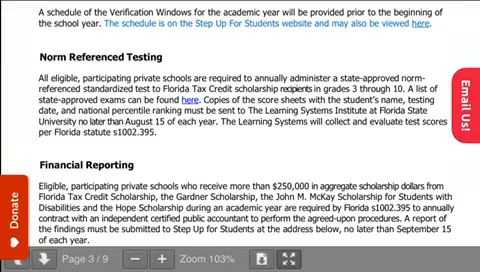 A schedule of the Verification Windows for the academic year will be provided prior to the beginning of
the school year. The schedule is on the Step Up For Students website and may also be viewed here.
Norm Referenced Testing
All eligible, participating private schools are required to annually administer a state-approved norm-
referenced standardized test to Florida Tax Credit scholarship recipients in grades 3 through 10. A list of
state-approved exams can be found here. Copies of the score sheets with the student's name, testing
date, and national percentile ranking must be sent to The Learning Systems Institute at Florida State
University no later than August 15 of each year. The Learning Systems will collect and evaluate test scores
per Florida statute s1002.395.
Email Us!
Financial Reporting
Eligible, participating private schools who receive more than $250,000 in aggregate scholarship dollars from
Florida Tax Credit Scholarship, the Gardner Scholarship, the John M. McKay Scholarship for Students with
Disabilities and the Hope Scholarship during an academic year are required by Florida s1002.395 to annually
contract with an independent certified public accountant to perform the agreed-upon procedures. A report of
the findings must be submitted to Step Up for Students at the address below, no later than September 15
of each year.
Donate
Page 3 / 9
Zoom 103%